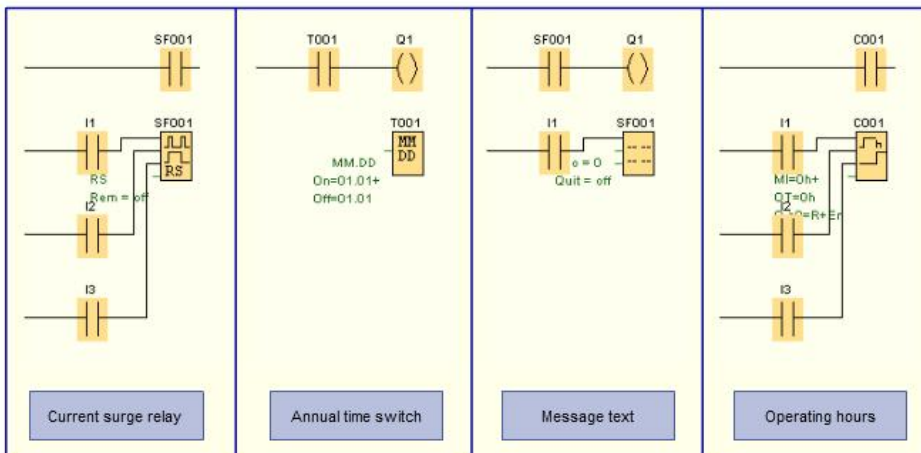 SF001
I1
SF001
RS
RS
Rem = off
I2
I3
Current surge relay
T001
Q1
T001
MM
DD
MM.DD
On=01.01+
Off=01.01
Annual time switch
SF001
Q1
I1
SF001
o = 0
Quit = off
Message text
C001
I1
C001
h
MI=0h+
OT=0h
I2
I3
Operating hours